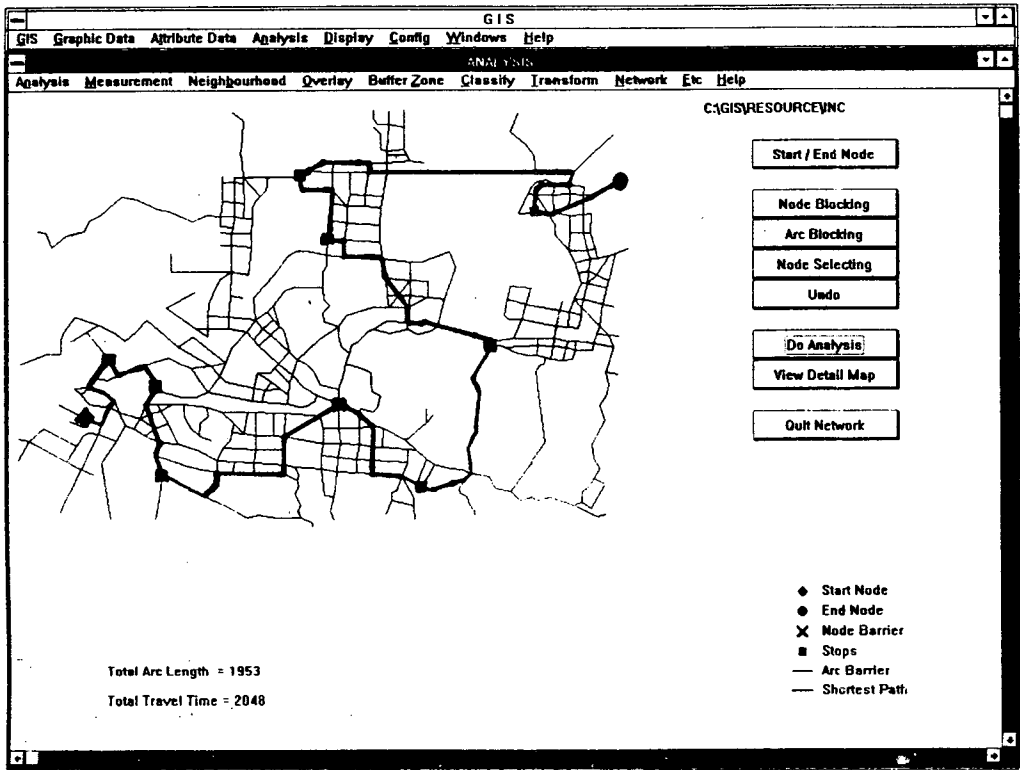 GIS
GIS Graphic Data Attribute Data Analysis Display Config Windows Help
ANALYSIS
Analysis Measurement Neighbourhood Overlay Buffer Zone Classify Transform Network Etc Help
C:\GIS\RESOURCE\INC
Start / End Node
Node Blocking
Arc Blocking
Node Selecting
Undo
Do Analysis
View Detail Map
Quit Network
Start Node
End Node
Node Barrier
Stops
Arc Barrier
Shortest Path
Total Arc Length = 1953
Total Travel Time = 2048